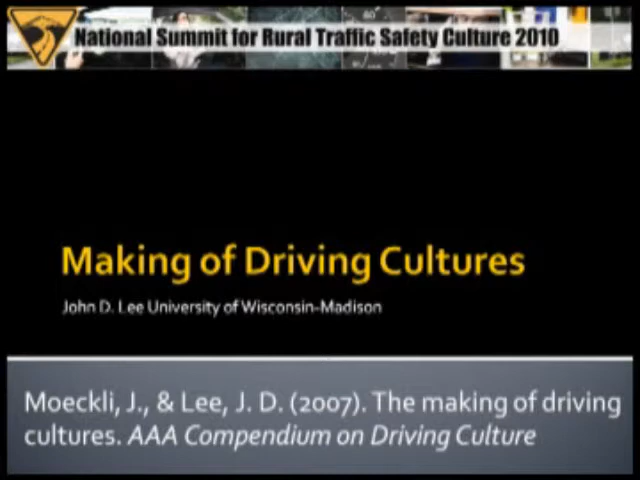 National Summit for Rural Traffic Safety Culture 2010
Making of Driving Cultures
John D. Lee University of Wisconsin-Madison
Moeckli, J., & Lee, J. D. (2007). The making of driving
cultures. AAA Compendium on Driving Culture